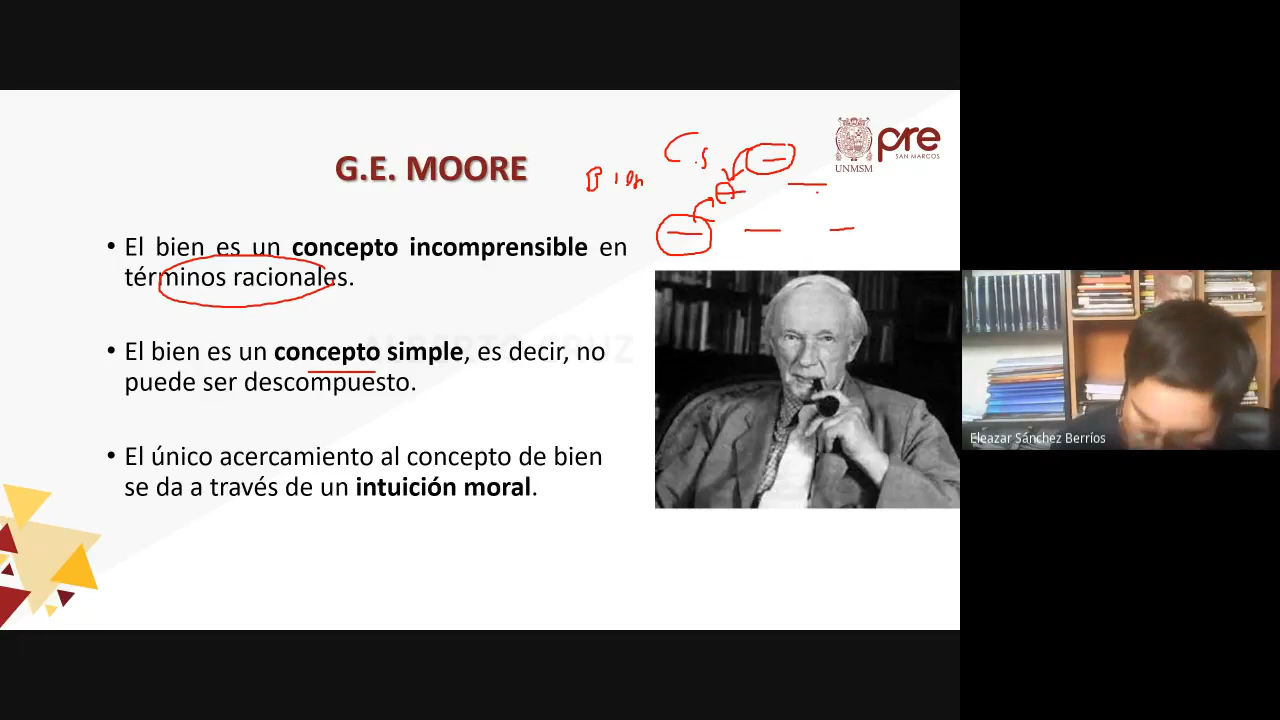 G.E. MOORE
Bien
C.S
pre
SAN MARCOS
UNMSM
• El bien es un concepto incomprensible en
términos racionales.
• El bien es un concepto simple, es decir, no
puede ser descompuesto.
• El único acercamiento al concepto de bien
se da a través de un intuición moral.
Eleazar Sánchez Berríos